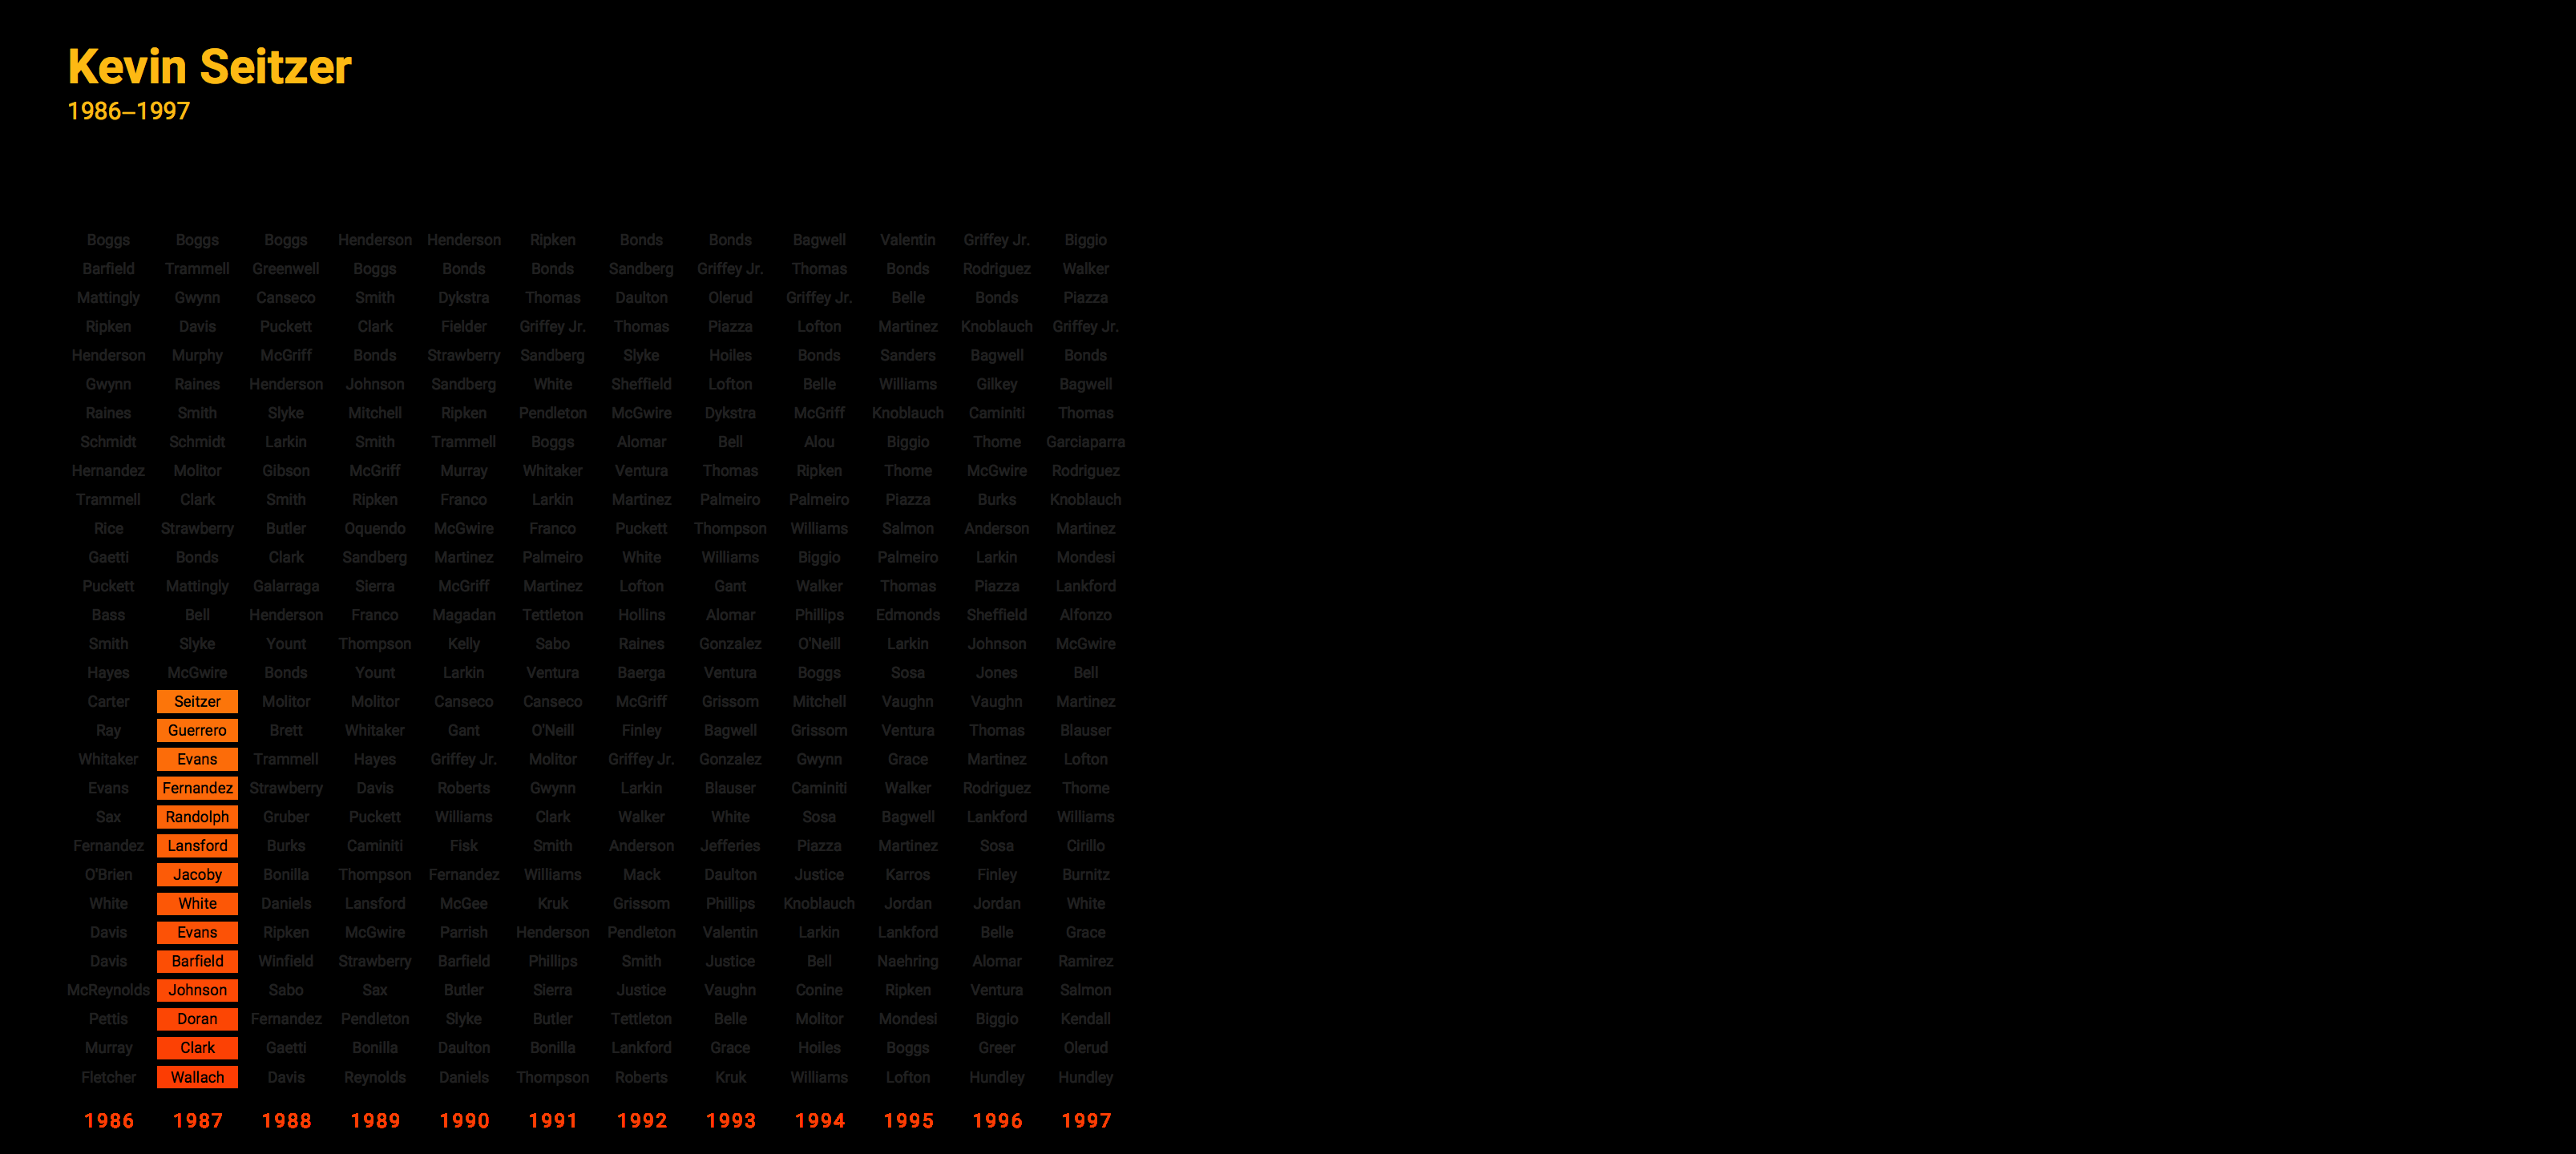 Kevin Seitzer
1986–1997
Boggs Boggs Boggs Henderson Henderson Ripken Bonds Bonds Bagwell Valentin Griffey Jr. Biggio
Barfield Trammell Greenwell Boggs Bonds Bonds Sandberg Griffey Jr. Thomas Bonds Rodriguez Walker
Mattingly Gwynn Canseco Smith Dykstra Thomas Daulton Olerud Griffey Jr. Belle Bonds Piazza
Ripken Davis Puckett Clark Fielder Griffey Jr. Thomas Piazza Lofton Martinez Knoblauch Griffey Jr.
Henderson Murphy McGriff Bonds Strawberry Sandberg Slyke Hoiles Bonds Sanders Bagwell Bonds
Gwynn Raines Henderson Johnson Sandberg White Sheffield Lofton Belle Williams Gilkey Bagwell
Raines Smith Slyke Mitchell Ripken Pendleton McGwire Dykstra McGriff Knoblauch Caminiti Thomas
Schmidt Schmidt Larkin Smith Trammell Boggs Alomar Bell Alou Biggio Thome Garciaparra
Hernandez Molitor Gibson McGriff Murray Whitaker Ventura Thomas Ripken Thome McGwire Rodriguez
Trammell Clark Smith Ripken Franco Larkin Martinez Palmeiro Palmeiro Piazza Burks Knoblauch
Rice Strawberry Butler Oquendo McGwire Franco Puckett Thompson Williams Salmon Anderson Martinez
Gaetti Bonds Clark Sandberg Martinez Palmeiro White Williams Biggio Palmeiro Larkin Mondesi
Puckett Mattingly Galarraga Sierra McGriff Martinez Lofton Gant Walker Thomas Piazza Lankford
Bass Bell Henderson Franco Magadan Tettleton Hollins Alomar Phillips Edmonds Sheffield Alfonzo
Smith Slyke Yount Thompson Kelly Sabo Raines Gonzalez O'Neill Larkin Johnson McGwire
Hayes McGwire Bonds Yount Larkin Ventura Baerga Ventura Boggs Sosa Jones Bell
Carter Seitzer Molitor Molitor Canseco Canseco McGriff Grissom Mitchell Vaughn Vaughn Martinez
Ray Guerrero Brett Whitaker Gant O'Neill Finley Bagwell Grissom Ventura Thomas Blauser
Whitaker Evans Trammell Hayes Griffey Jr. Molitor Griffey Jr. Gonzalez Gwynn Grace Martinez Lofton
Evans Fernandez Strawberry Davis Roberts Gwynn Larkin Blauser Caminiti Walker Rodriguez Thome
Sax Randolph Gruber Puckett Williams Clark Walker White Sosa Bagwell Lankford Williams
Fernandez Lansford Burks Caminiti Fisk Smith Anderson Jefferies Piazza Martinez Sosa Cirillo
O'Brien Jacoby Bonilla Thompson Fernandez Williams Mack Daulton Justice Karros Finley Burnitz
White White Daniels Lansford McGee Kruk Grissom Phillips Knoblauch Jordan Jordan White
Davis Evans Ripken McGwire Parrish Henderson Pendleton Valentin Larkin Lankford Belle Grace
Davis Barfield Winfield Strawberry Barfield Phillips Smith Justice Bell Naehring Alomar Ramirez
McReynolds Johnson Sabo Sax Butler Sierra Justice Vaughn Conine Ripken Ventura Salmon
Pettis Doran Fernandez Pendleton Slyke Butler Tettleton Belle Molitor Mondesi Biggio Kendall
Murray Clark Gaetti Bonilla Daulton Bonilla Lankford Grace Hoiles Boggs Greer Olerud
Fletcher Wallach Davis Reynolds Daniels Thompson Roberts Kruk Williams Lofton Hundley Hundley
1986 1987 1988 1989 1990 1991 1992 1993 1994 1995 1996 1997